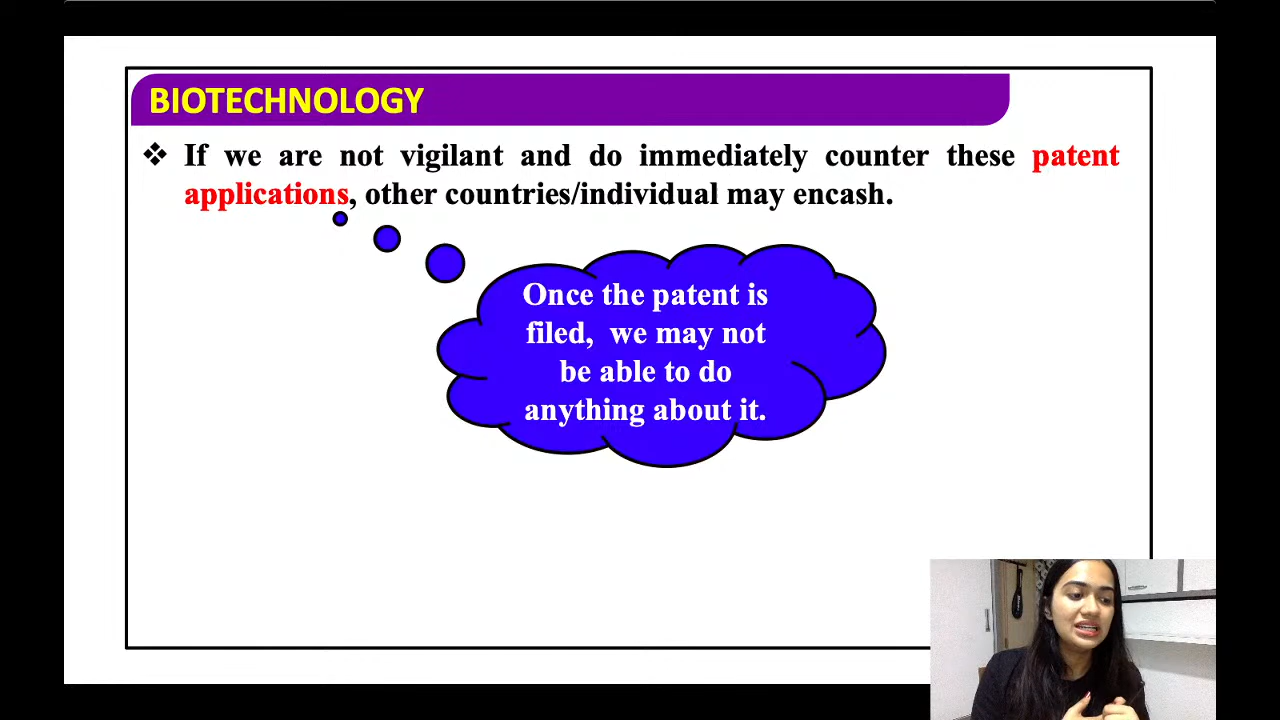 BIOTECHNOLOGY
❖ If we are not vigilant and do immediately counter these patent
applications, other countries/individual may encash.
Once the patent is
filed, we may not
be able to do
anything about it.